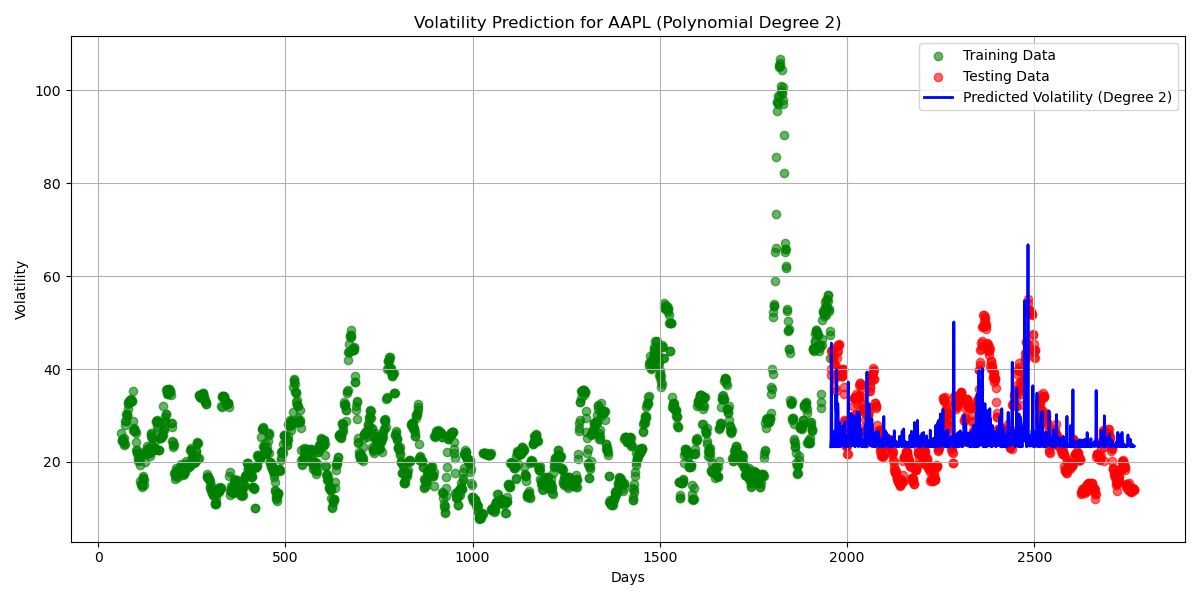 Volatility Prediction for AAPL (Polynomial Degree 2)
Training Data
Testing Data
Predicted Volatility (Degree 2)
100
80
60
40
20
Volatility
0 500 1000 1500 2000 2500
Days